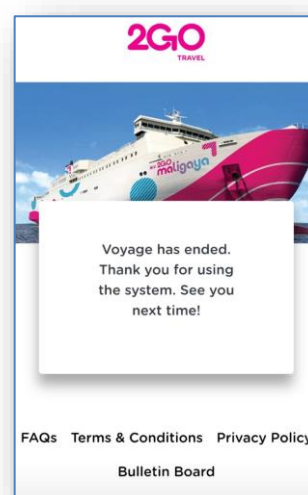 2GO
TRAVEL
2GO
maligaya
Voyage has ended.
Thank you for using
the system. See you
next time!
FAQs Terms & Conditions Privacy Policy
Bulletin Board